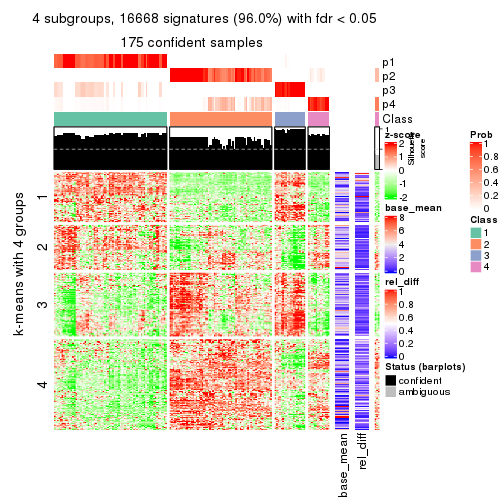 4 subgroups, 16668 signatures (96.0%) with fdr < 0.05
175 confident samples
p1
p2
p3
p4
Class
1
Silhouette
score
z-score
2
1
0
-1
-2
base_mean
8
6
4
2
0
rel_diff
1
0.8
0.6
0.4
0.2
0
Status (barplots)
confident
ambiguous
Prob
1
0.8
0.6
0.4
0.2
0
Class
1
2
3
4
k-means with 4 groups
1
2
3
4
base_mean
rel_diff